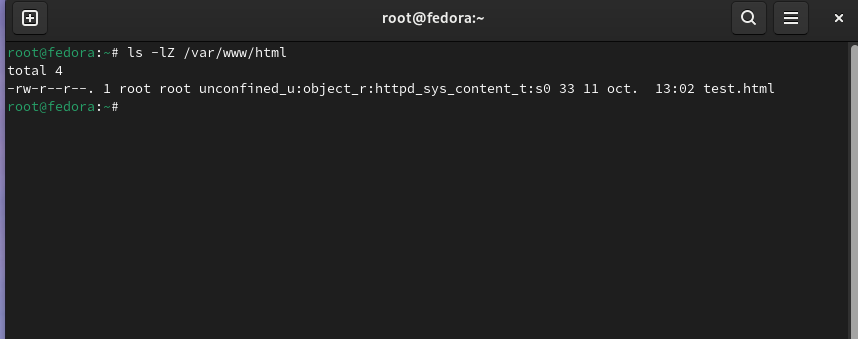 root@fedora:~
root@fedora:~# ls -lZ /var/www/html
total 4
-rw-r--r--. 1 root root unconfined_u:object_r:httpd_sys_content_t:s0 33 11 oct.  13:02 test.html
root@fedora:~#